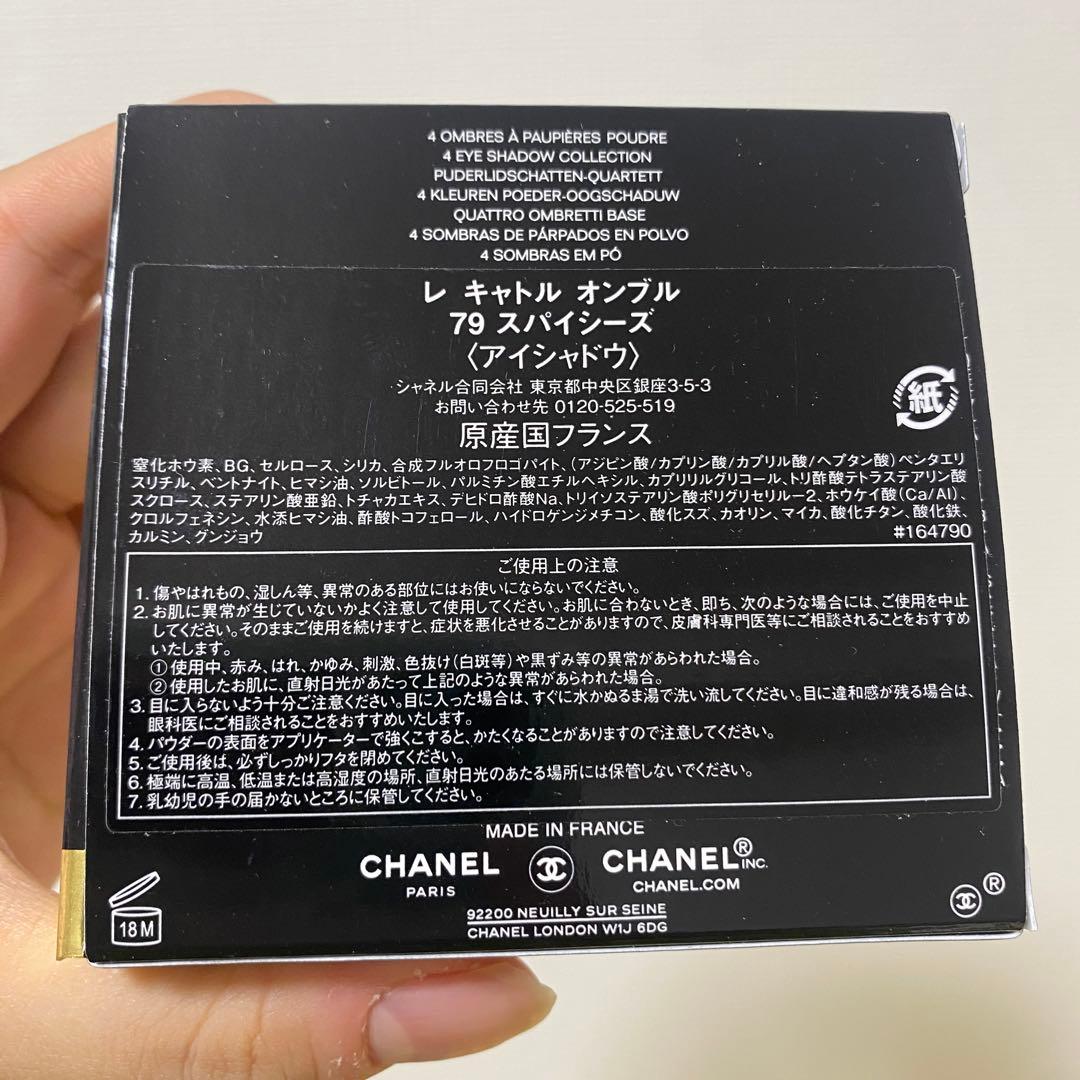 4 OMBRES À PAUPIÈRES POUDRE
4 EYE SHADOW COLLECTION
PUDERLIDSCHATTEN-QUARTETT
4 KLEUREN POEDER-OOGSCHADUW
QUATTRO OMBRETTI BASE
4 SOMBRAS DE PÁRPADOS EN POLVO
4 SOMBRAS EM PÓ
レ キャトル オンブル
79 スパイシーズ
〈アイシャドウ〉
シャネル合同会社 東京都中央区銀座3-5-3
お問い合わせ先 0120-525-519
原産国フランス
紙
窒化ホウ素、BG、セルロース、シリカ、合成フルオロフロゴパイト、(アジピン酸/カプリン酸/カプリル酸/ヘプタン酸)ペンタエリ
スリチル、ベントナイト、ヒマシ油、ソルビトール、パルミチン酸エチルヘキシル、カプリリルグリコール、トリ酢酸テトラステアリン酸
スクロース、ステアリン酸亜鉛、トチャカエキス、デヒドロ酢酸Na、トリイソステアリン酸ポリグリセリルー2、ホウケイ酸(Ca/Al)、
クロルフェネシン、水添ヒマシ油、酢酸トコフェロール、ハイドロゲンジメチコン、酸化スズ、カオリン、マイカ、酸化チタン、酸化鉄、
カルミン、グンジョウ #164790
ご使用上の注意
1. 傷やはれもの、湿しん等、異常のある部位にはお使いにならないでください。
2. お肌に異常が生じていないかよく注意して使用してください。お肌に合わないとき、即ち、次のような場合には、ご使用を中止
してください。そのままご使用を続けますと、症状を悪化させることがありますので、皮膚科専門医等にご相談されることをおすすめ
いたします。
①使用中、赤み、はれ、かゆみ、刺激、色抜け(白斑等)や黒ずみ等の異常があらわれた場合。
②使用したお肌に、直射日光があたって上記のような異常があらわれた場合。
3. 目に入らないよう十分ご注意ください。目に入った場合は、すぐに水かぬるま湯で洗い流してください。目に違和感が残る場合は、
眼科医にご相談されることをおすすめいたします。
4. パウダーの表面をアプリケーターで強くこすると、かたくなることがありますので注意してください。
5. ご使用後は、必ずしっかりフタを閉めてください。
6. 極端に高温、低温または高湿度の場所、直射日光のあたる場所には保管しないでください。
7. 乳幼児の手の届かないところに保管してください。
MADE IN FRANCE
CHANEL CHANEL® INC.
PARIS CHANEL.COM
92200 NEUILLY SUR SEINE
CHANEL LONDON W1J 6DG
18 M
®